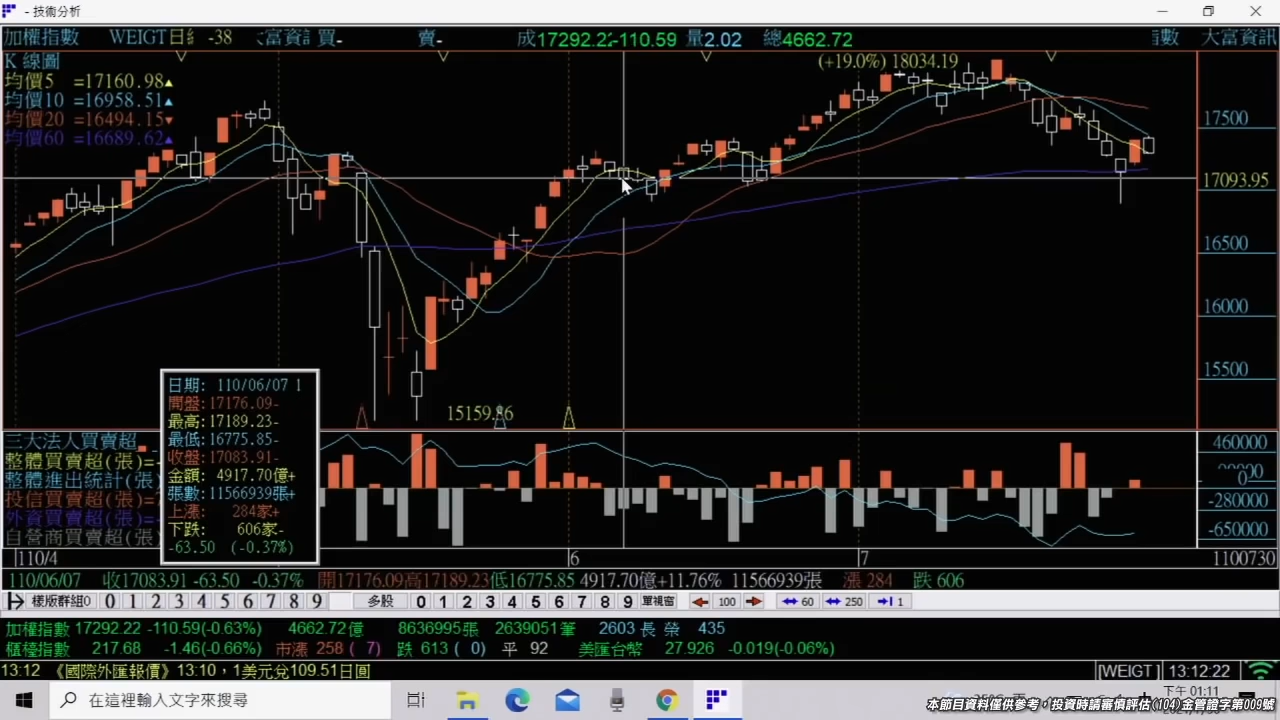 - 技術分析
加權指數 WEIGT日線 -38 大富資訊 買- 賣- 成17292.22-110.59 量2.02 總4662.72 指數 大富資訊
K 線圖
均價5 =17160.98▲
均價10 =16958.51▲
均價20 =16494.15▼
均價60 =16689.62▲
(+19.0%) 18034.19
17500
17093.95
16500
16000
15500
15159.86
日期: 110/06/07 1
開盤:17176.09-
最高:17189.23-
最低:16775.85-
收盤:17083.91-
金額: 4917.70億+
張數:11566939張+
上漲: 284家+
下跌: 606家-
-63.50 (-0.37%)
三大法人買賣超
整體買賣超(張)=
整體進出統計(張)
投信買賣超(張)=
外資買賣超(張)=
自營商買賣超(張)
460000
0
-280000
-650000
110/4 6 7 1100730
110/06/07 收17083.91 -63.50 -0.37% 開17176.09高17189.23低16775.85 4917.70億+11.76% 11566939張 漲 284 跌 606
樣版群組0 0 1 2 3 4 5 6 7 8 9 多股 0 1 2 3 4 5 6 7 8 9 單視窗 100 60 250 1
加權指數 17292.22 -110.59(-0.63%) 4662.72億 8636995張 2639051筆 2603 長 榮 435
櫃檯指數 217.68 -1.46(-0.66%) 市漲 258 ( 7) 跌 613 ( 0) 平 92 美匯台幣 27.926 -0.019(-0.06%)
13:12 《國際外匯報價》13:10，1美元兌109.51日圓 [WEIGT ] 13:12:22
在這裡輸入文字來搜尋
下午 01:11
本節目資料僅供參考，投資時請審慎評估(104)金管證字第009號